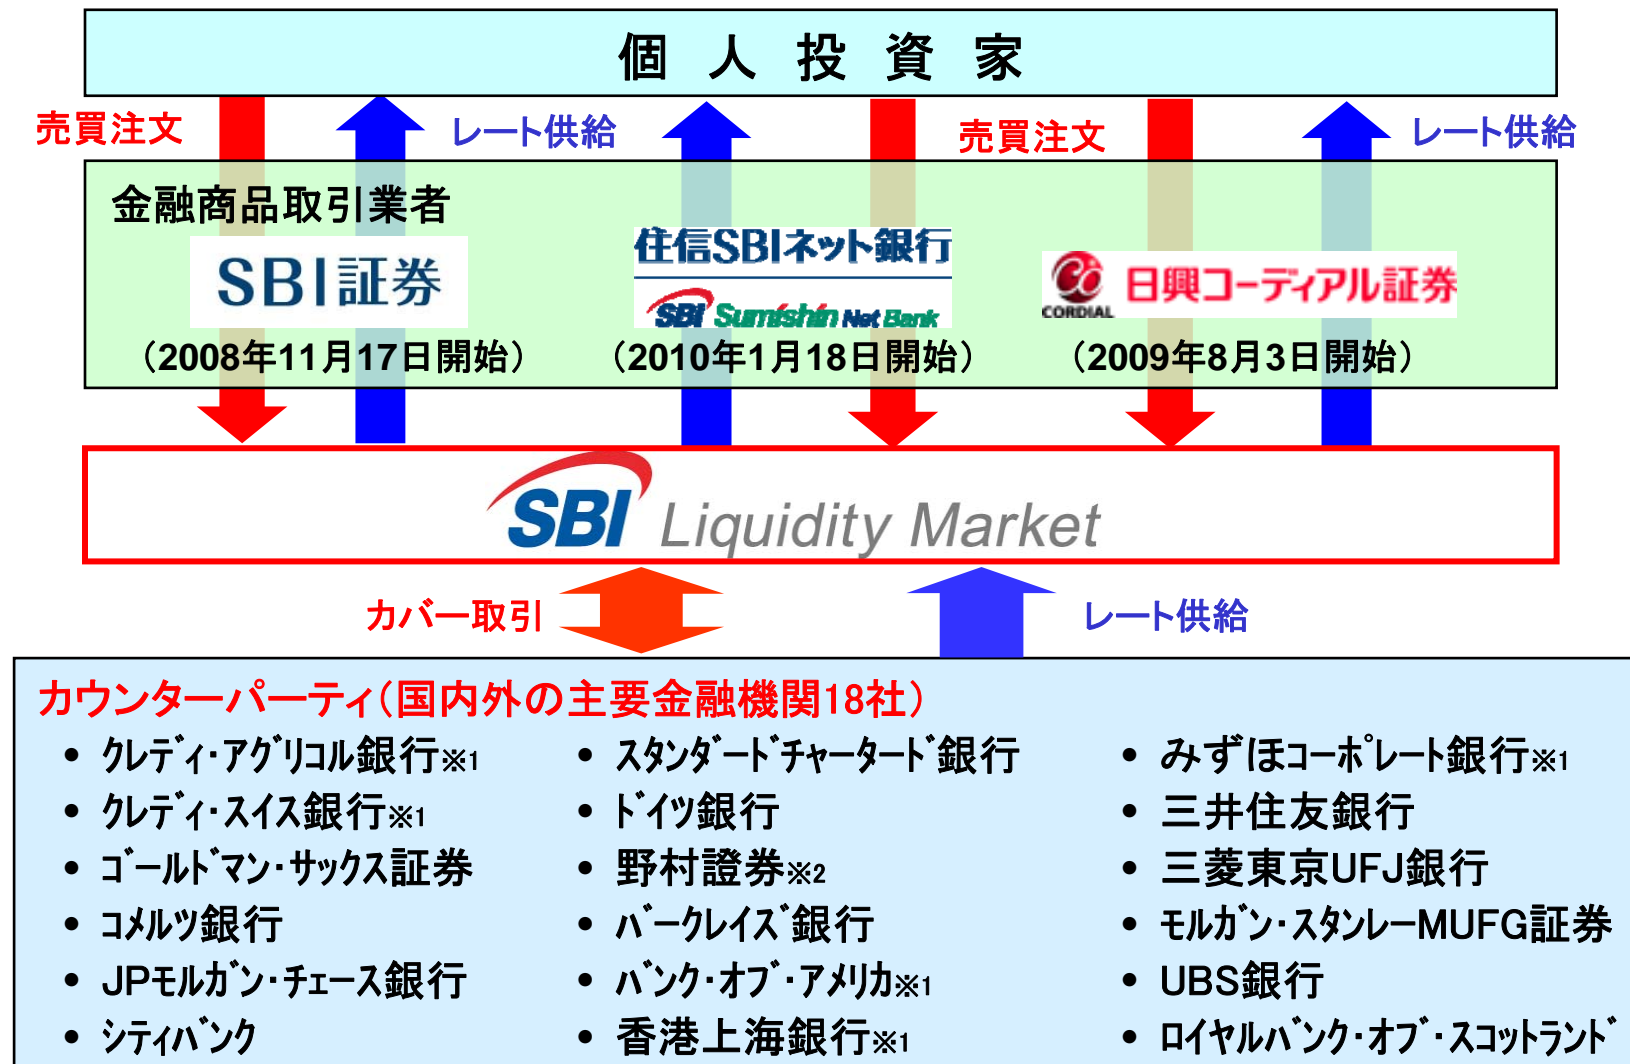 個人投資家
売買注文
レート供給
売買注文
レート供給
金融商品取引業者
SBI証券
住信SBIネット銀行
SBI Sumishin Net Bank
CORDIAL
日興コーディアル証券
（2008年11月17日開始）
（2010年1月18日開始）
（2009年8月3日開始）
SBI Liquidity Market
カバー取引
レート供給
カウンターパーティ（国内外の主要金融機関18社）
• ｸﾚﾃﾞｨ･ｱｸﾞﾘｺﾙ銀行※1
• ｸﾚﾃﾞｨ･ｽｲｽ銀行※1
• ｺﾞｰﾙﾄﾞﾏﾝ･ｻｯｸｽ証券
• ｺﾒﾙﾂ銀行
• JPﾓﾙｶﾞﾝ･ﾁｪｰｽ銀行
• ｼﾃｨﾊﾞﾝｸ
• ｽﾀﾝﾀﾞｰﾄﾞﾁｬｰﾀｰﾄﾞ銀行
• ﾄﾞｲﾂ銀行
• 野村證券※2
• ﾊﾞｰｸﾚｲｽﾞ銀行
• ﾊﾞﾝｸ･ｵﾌﾞ･ｱﾒﾘｶ※1
• 香港上海銀行※1
• みずほｺｰﾎﾟﾚｰﾄ銀行※1
• 三井住友銀行
• 三菱東京UFJ銀行
• ﾓﾙｶﾞﾝ･ｽﾀﾝﾚｰMUFG証券
• UBS銀行
• ﾛｲﾔﾙﾊﾞﾝｸ･ｵﾌﾞ･ｽｺｯﾄﾗﾝﾄﾞ